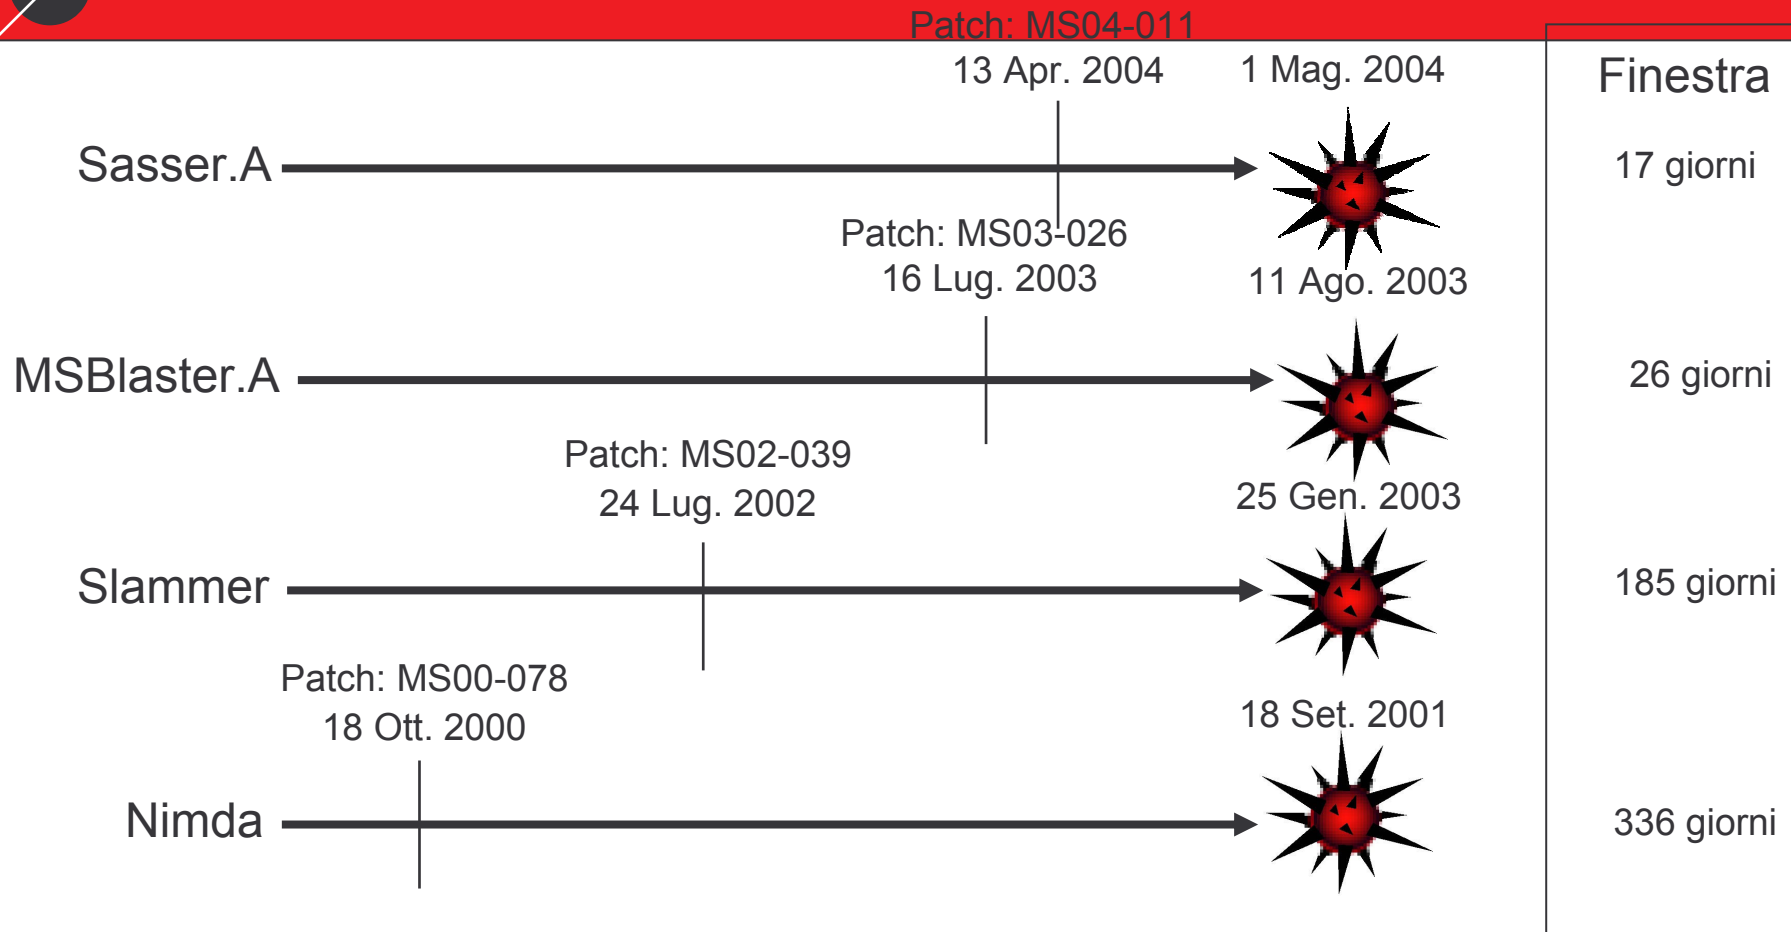 Patch: MS04-011
13 Apr. 2004
1 Mag. 2004
Finestra
Sasser.A
17 giorni
Patch: MS03-026
16 Lug. 2003
11 Ago. 2003
MSBlaster.A
26 giorni
Patch: MS02-039
24 Lug. 2002
25 Gen. 2003
Slammer
185 giorni
Patch: MS00-078
18 Ott. 2000
18 Set. 2001
Nimda
336 giorni